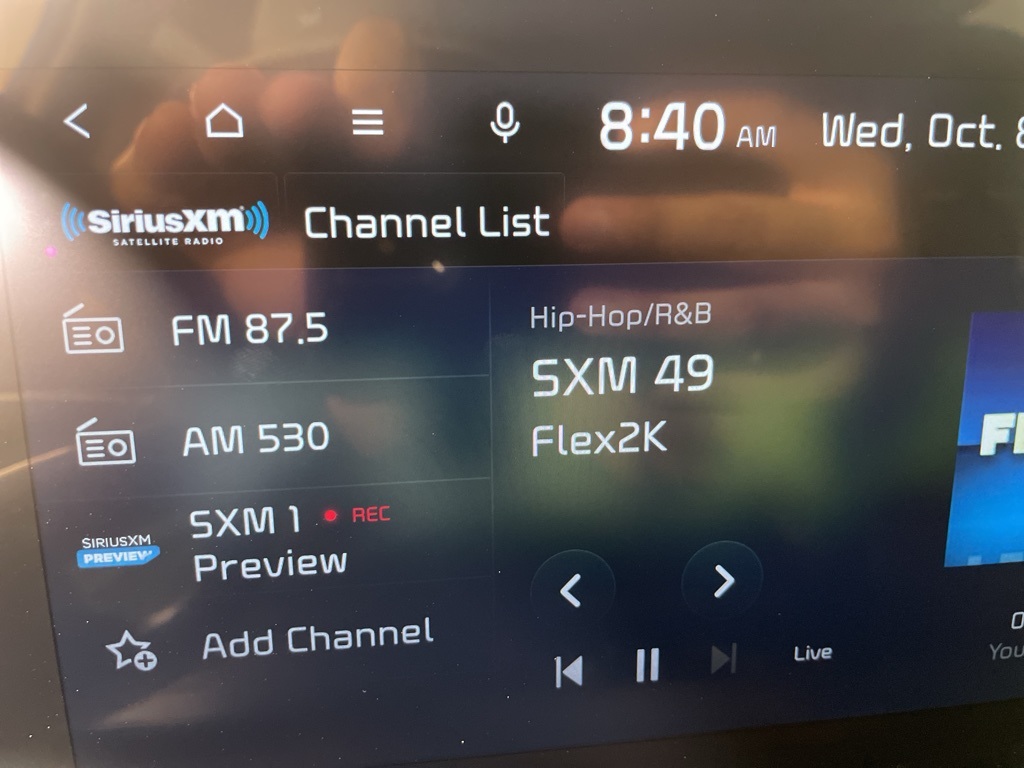 8:40 AM Wed, Oct. 8
SiriusXM
SATELLITE RADIO
Channel List
FM 87.5
AM 530
SIRIUSXM
PREVIEW
SXM 1 REC
Preview
Add Channel
Hip-Hop/R&B
SXM 49
Flex2K
Live
You